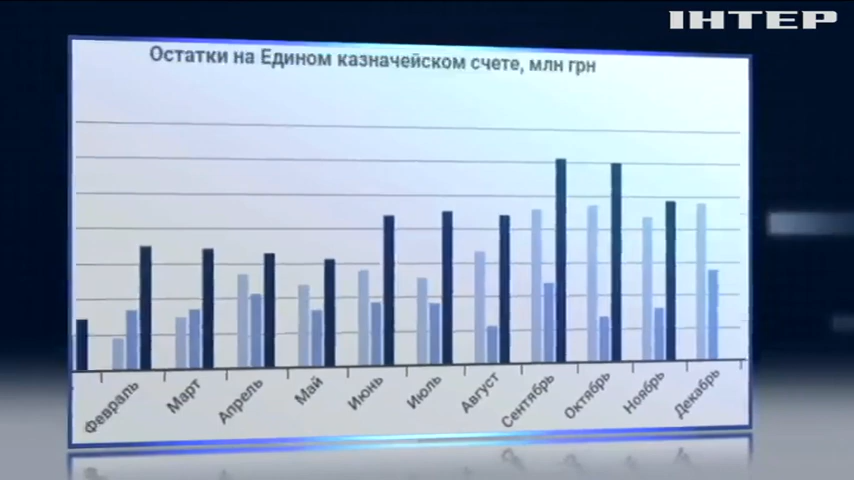 ІНТЕР
Остатки на Едином казначейском счете, млн грн
Февраль
Март
Апрель
Май
Июнь
Июль
Август
Сентябрь
Октябрь
Ноябрь
Декабрь